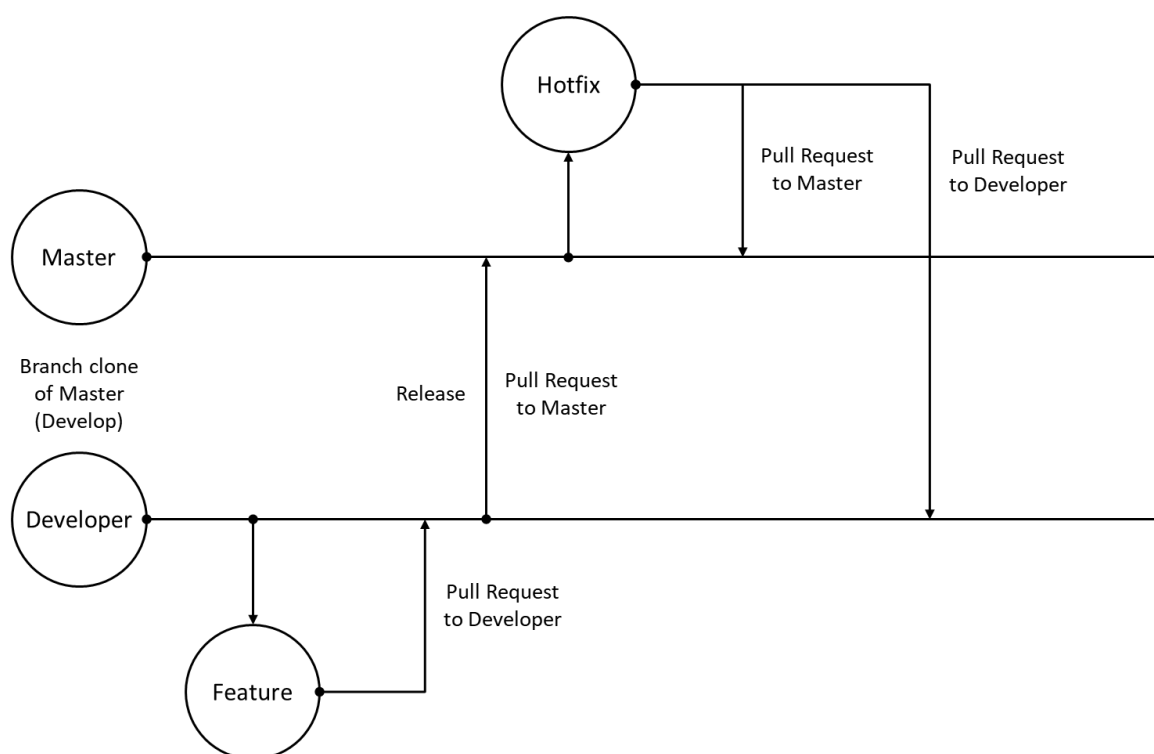 Hotfix
Pull Request
to Master
Pull Request
to Developer
Master
Branch clone
of Master
(Develop)
Release
Pull Request
to Master
Developer
Pull Request
to Developer
Feature